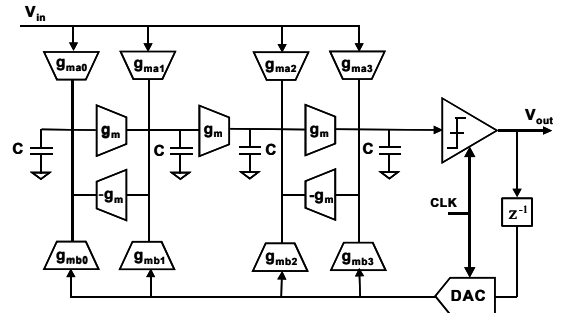 Vin
gma0 gma1 gma2 gma3
gm gm gm
Vout
C C C C
-gm -gm
CLK
z-1
gmb0 gmb1 gmb2 gmb3
DAC